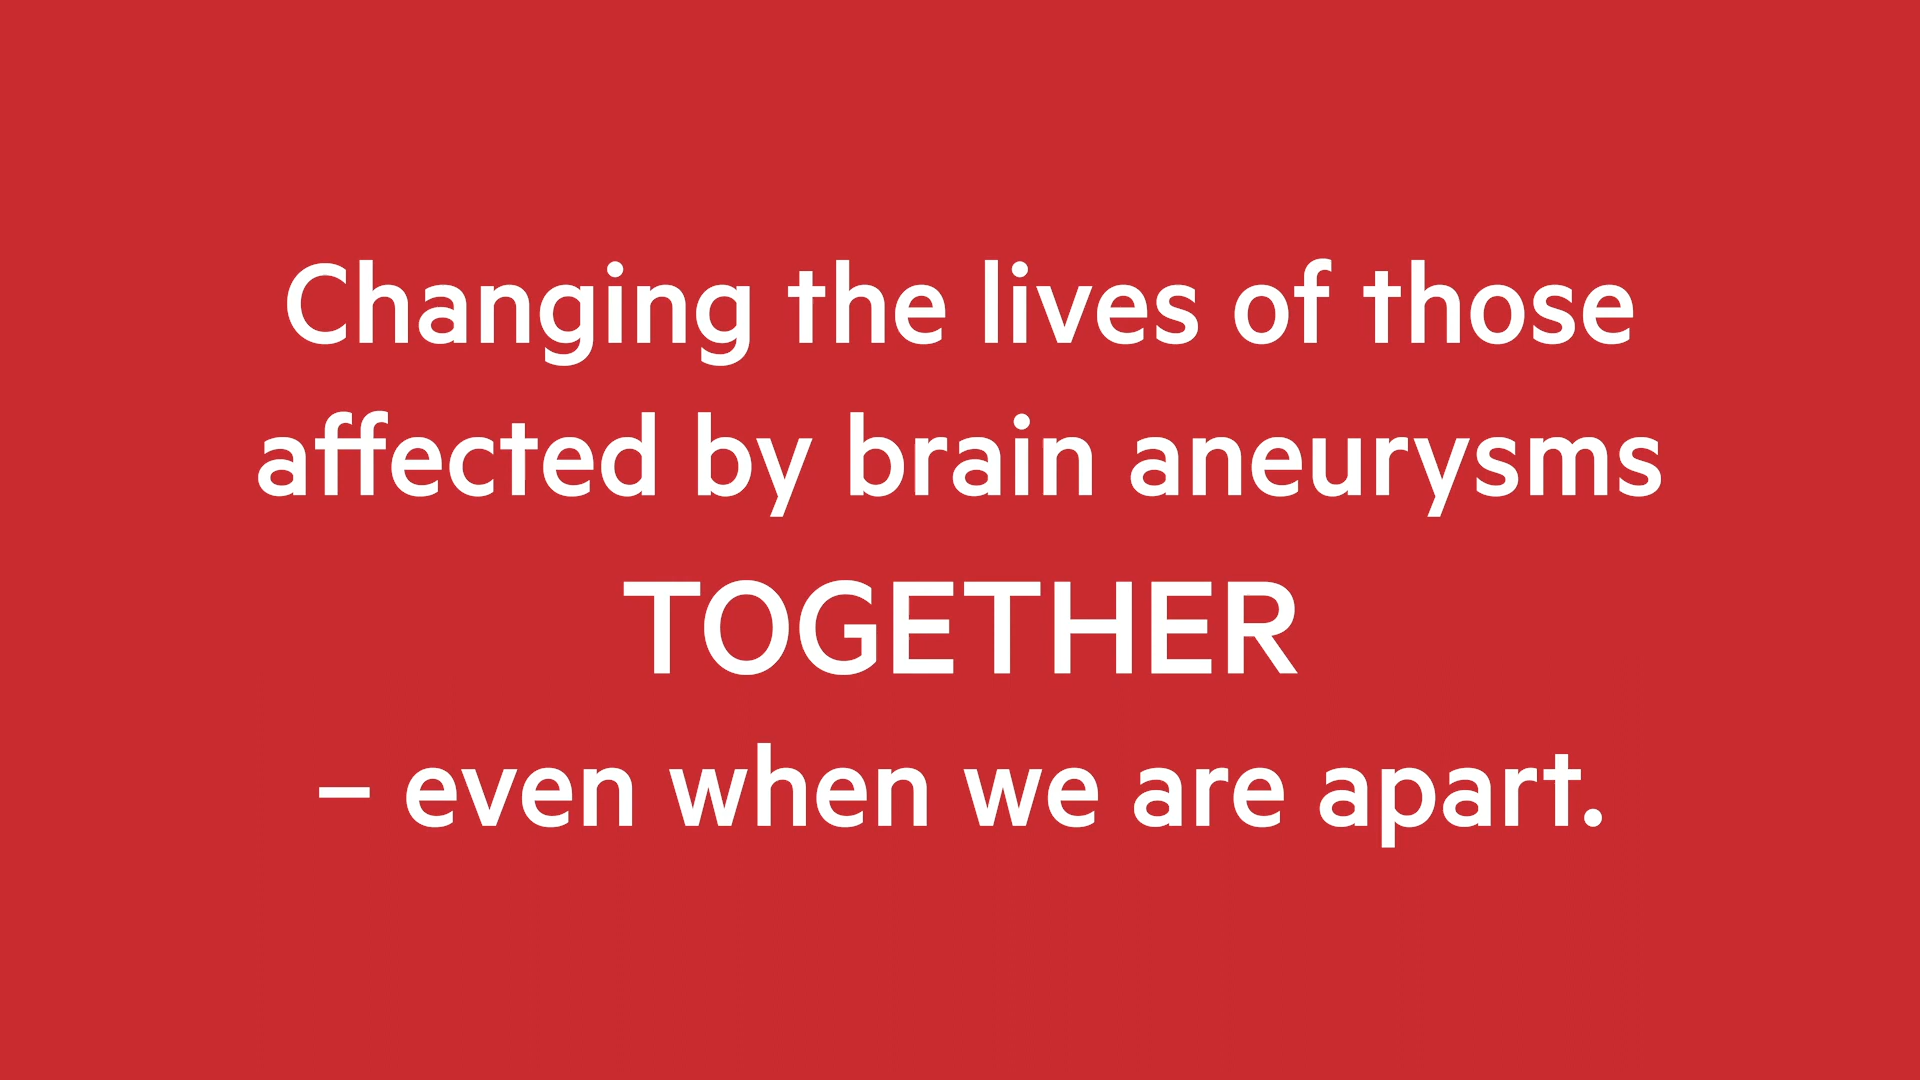 Changing the lives of those
affected by brain aneurysms
TOGETHER
– even when we are apart.